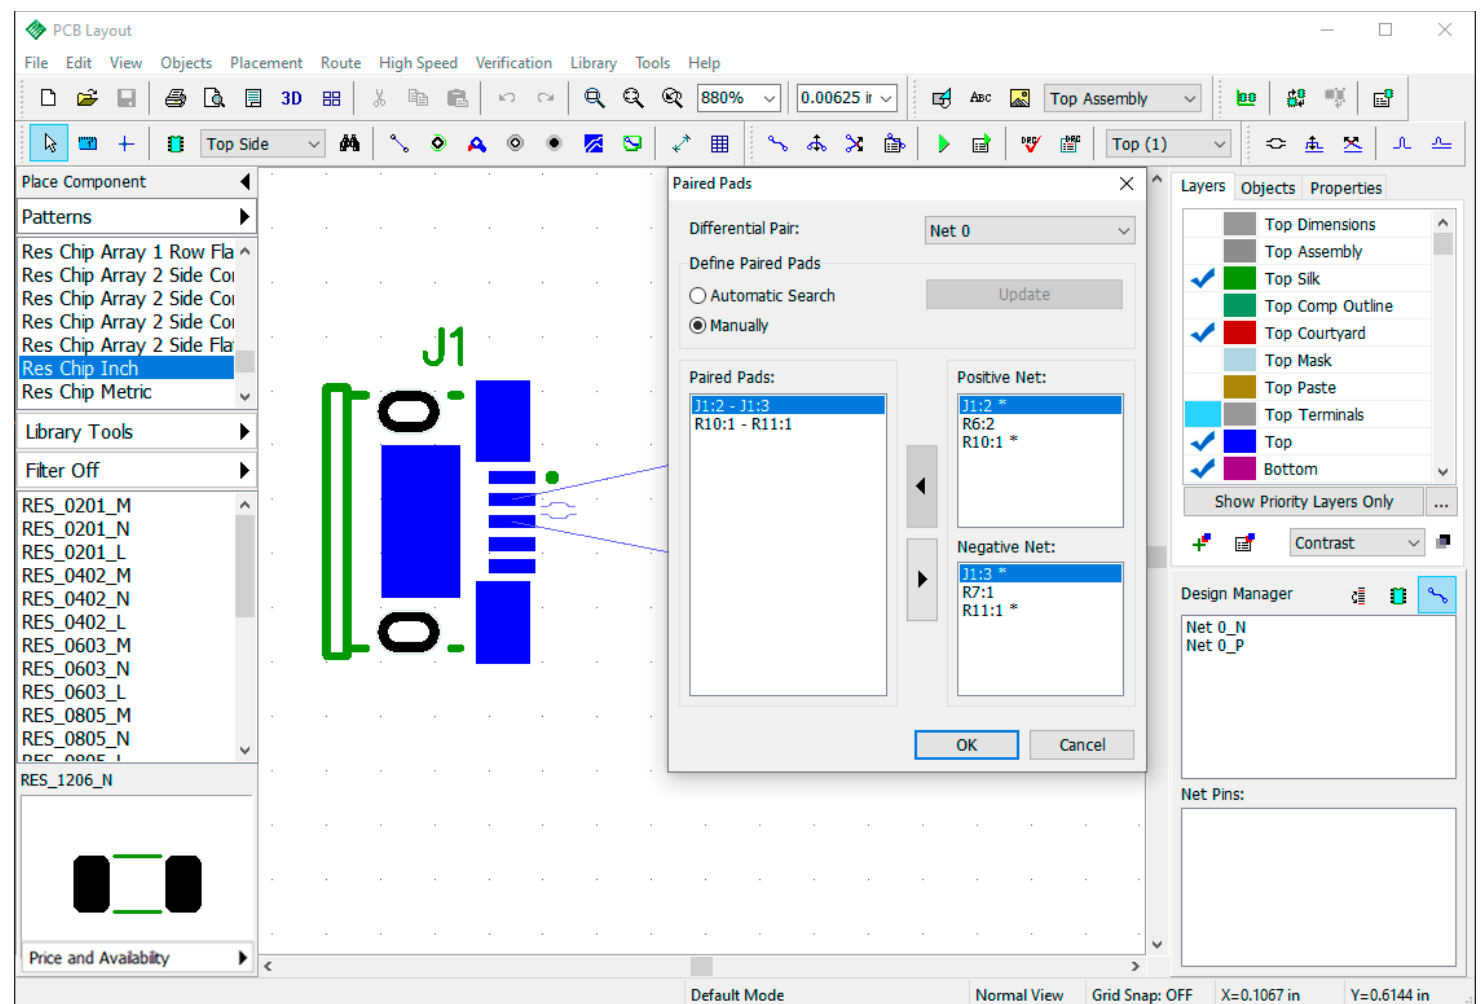 PCB Layout
File Edit View Objects Placement Route High Speed Verification Library Tools Help
3D 880% 0.00625 ir ABC Top Assembly
Top Side DRC DRC Top (1)
Place Component
Patterns
Res Chip Array 1 Row Fla
Res Chip Array 2 Side Co
Res Chip Array 2 Side Co
Res Chip Array 2 Side Co
Res Chip Array 2 Side Fla
Res Chip Inch
Res Chip Metric
Library Tools
Filter Off
RES_0201_M
RES_0201_N
RES_0201_L
RES_0402_M
RES_0402_N
RES_0402_L
RES_0603_M
RES_0603_N
RES_0603_L
RES_0805_M
RES_0805_N
RES_0805_L
RES_1206_N
Price and Availability
J1
Paired Pads
Differential Pair: Net 0
Define Paired Pads
Automatic Search Update
Manually
Paired Pads:
J1:2 - J1:3
R10:1 - R11:1
Positive Net:
J1:2 *
R6:2
R10:1 *
Negative Net:
J1:3 *
R7:1
R11:1 *
OK Cancel
Layers Objects Properties
Top Dimensions
Top Assembly
Top Silk
Top Comp Outline
Top Courtyard
Top Mask
Top Paste
Top Terminals
Top
Bottom
Show Priority Layers Only ...
Contrast
Design Manager
Net 0_N
Net 0_P
Net Pins:
Default Mode Normal View Grid Snap: OFF X=0.1067 in Y=0.6144 in